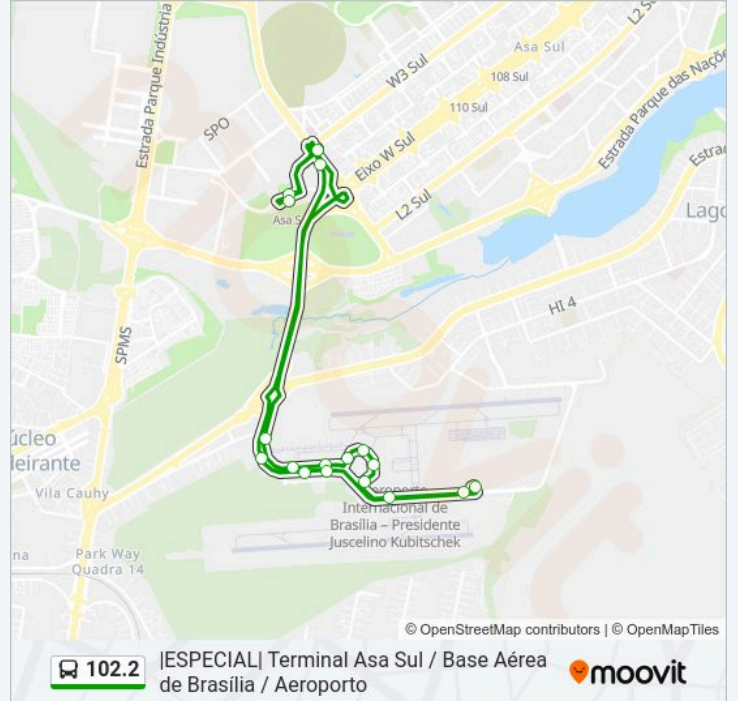 Estrada Parque Indústria
L2 S
Asa Sul
W3 Sul
108 Sul
Estrada Parque das Naçõe
SPO
110 Sul
Eixo W Sul
Estra
L2 Sul
Lago
Asa S
HI 4
SPMS
úcleo
deirante
Vila Cauhy
Aeroporto
Internacional de
Brasília – Presidente
Juscelino Kubitschek
na
Park Way
Quadra 14
© OpenStreetMap contributors | © OpenMapTiles
102.2
|ESPECIAL| Terminal Asa Sul / Base Aérea
de Brasília / Aeroporto
moovit